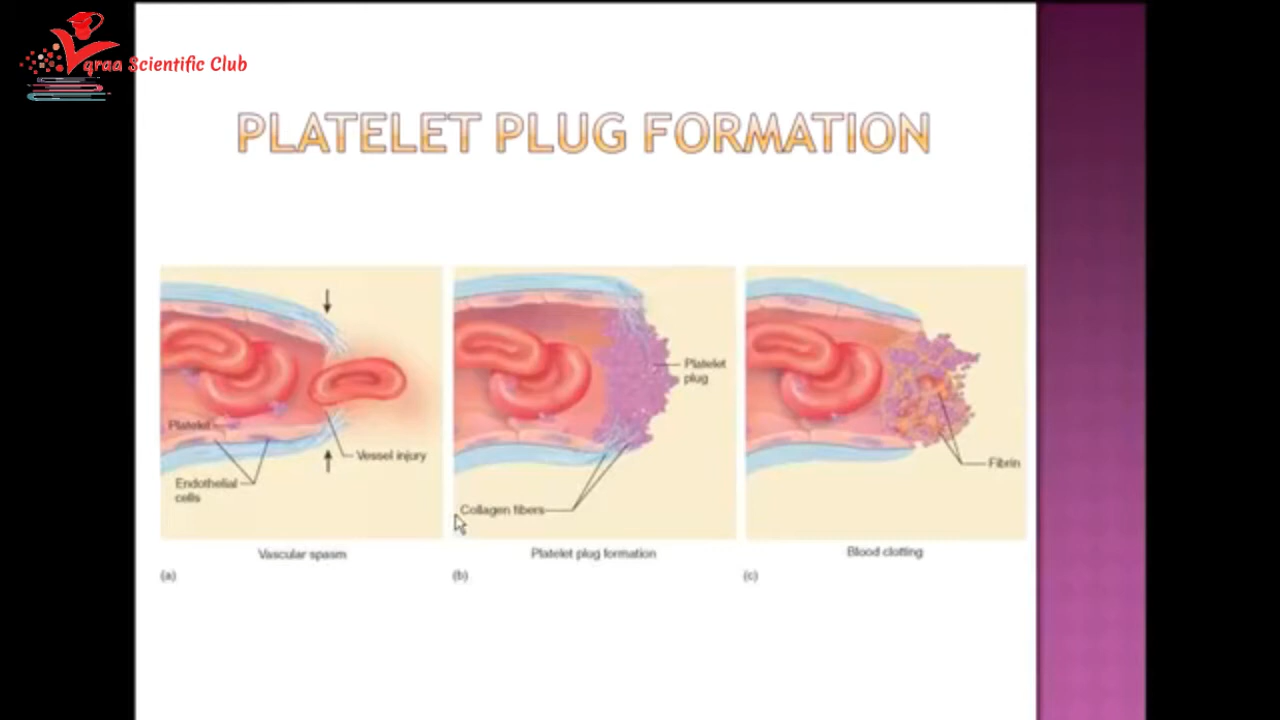 qraa Scientific Club
PLATELET PLUG FORMATION
Platelet
Endothelial
cells
Vessel injury
Vascular spasm
(a)
Platelet
plug
Collagen fibers
Platelet plug formation
(b)
Fibrin
Blood clotting
(c)